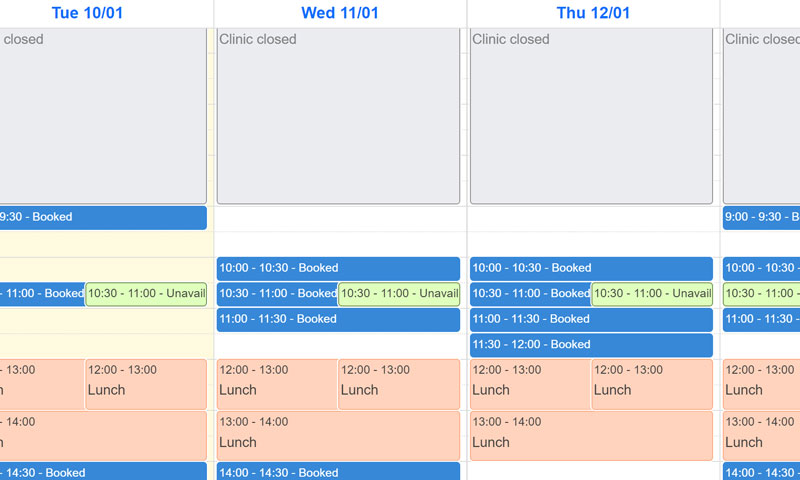 Tue 10/01
Wed 11/01
Thu 12/01
closed
Clinic closed
Clinic closed
Clinic closed
9:30 - Booked
9:00 - 9:30 - B
10:00 - 10:30 - Booked
10:00 - 10:30 - Booked
10:00 - 10:30 -
- 11:00 - Booked
10:30 - 11:00 - Unavail
10:30 - 11:00 - Booked
10:30 - 11:00 - Unavail
10:30 - 11:00 - Booked
10:30 - 11:00 - Unavail
10:30 - 11:00 -
11:00 - 11:30 - Booked
11:00 - 11:30 - Booked
11:00 - 11:30 -
11:30 - 12:00 - Booked
- 13:00
12:00 - 13:00
Lunch
12:00 - 13:00
Lunch
12:00 - 13:00
Lunch
12:00 - 13:00
Lunch
12:00 - 13:00
Lunch
12:00 - 13:00
Lunch
- 14:00
13:00 - 14:00
Lunch
13:00 - 14:00
Lunch
13:00 - 14:00
Lunch
- 14:30 - Booked
14:00 - 14:30 - Booked
14:00 - 14:30 -